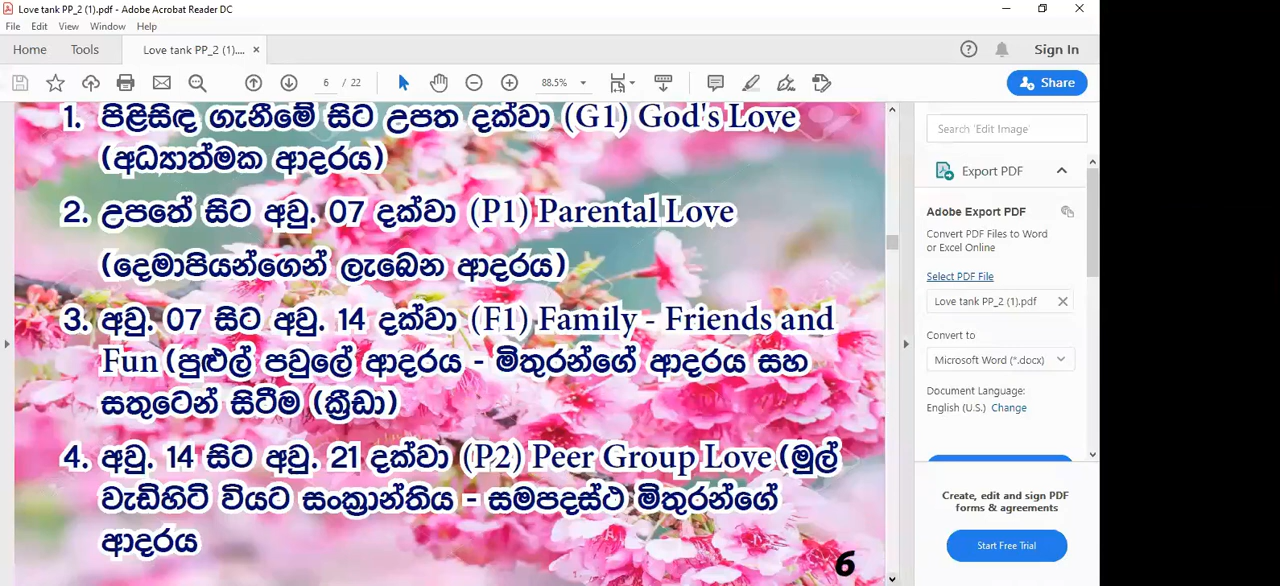 Love tank PP_2 (1).pdf - Adobe Acrobat Reader DC
File Edit View Window Help
Home Tools Love tank PP_2 (1).... × Sign In
6 / 22 88.5% Share
1. පිළිසිඳ ගැනීමේ සිට උපත දක්වා (G1) God's Love
(අධ්‍යාත්මක ආදරය)
2. උපතේ සිට අවු. 07 දක්වා (P1) Parental Love
(දෙමාපියන්ගෙන් ලැබෙන ආදරය)
3. අවු. 07 සිට අවු. 14 දක්වා (F1) Family - Friends and
Fun (පුළුල් පවුලේ ආදරය - මිතුරන්ගේ ආදරය සහ
සතුටෙන් සිටීම (ක්‍රීඩා)
4. අවු. 14 සිට අවු. 21 දක්වා (P2) Peer Group Love (මුල්
වැඩිහිටි වියට සංක්‍රාන්තිය - සමපදස්ථ මිතුරන්ගේ
ආදරය
6
Search 'Edit Image'
Export PDF
Adobe Export PDF
Convert PDF Files to Word
or Excel Online
Select PDF File
Love tank PP_2 (1).pdf
Convert to
Microsoft Word (*.docx)
Document Language:
English (U.S.) Change
Create, edit and sign PDF
forms & agreements
Start Free Trial